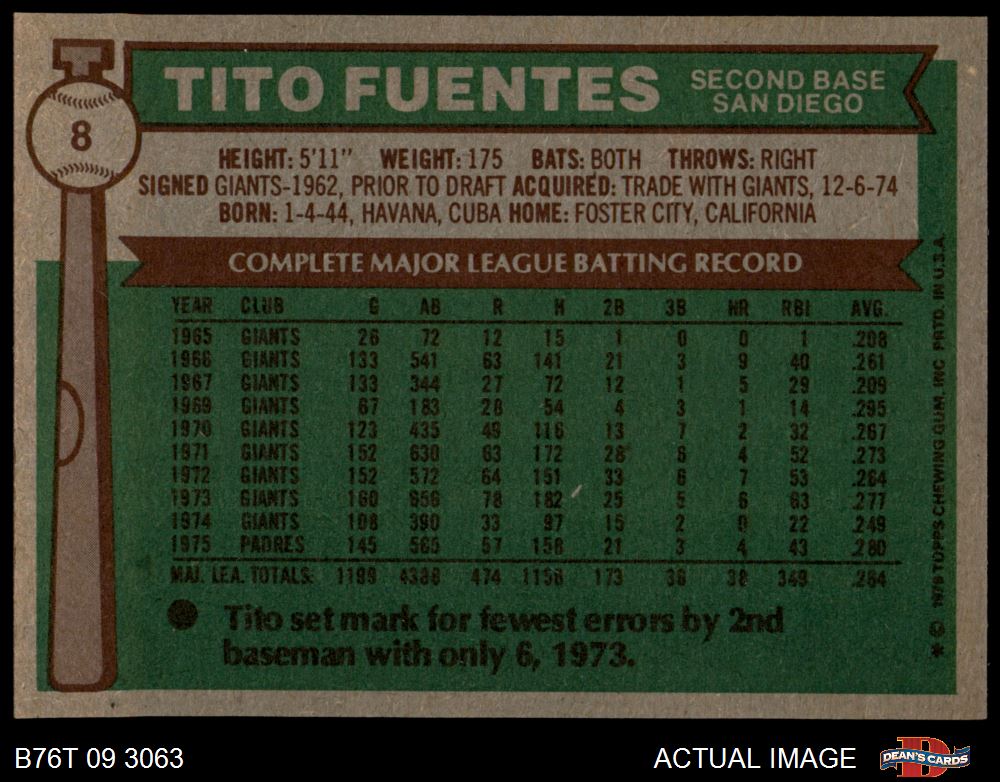 8
TITO FUENTES
SECOND BASE
SAN DIEGO
HEIGHT: 5'11" WEIGHT: 175 BATS: BOTH THROWS: RIGHT
SIGNED GIANTS-1962, PRIOR TO DRAFT ACQUIRED: TRADE WITH GIANTS, 12-6-74
BORN: 1-4-44, HAVANA, CUBA HOME: FOSTER CITY, CALIFORNIA
COMPLETE MAJOR LEAGUE BATTING RECORD
YEAR CLUB G AB R H 2B 3B HR RBI AVG.
1965 GIANTS 26 72 12 15 1 0 0 1 .208
1966 GIANTS 133 541 63 141 21 3 9 40 .261
1967 GIANTS 133 344 27 72 12 1 5 29 .209
1969 GIANTS 67 183 28 54 4 3 1 14 .295
1970 GIANTS 123 435 49 116 13 7 2 32 .267
1971 GIANTS 152 630 63 172 28 6 4 52 .273
1972 GIANTS 152 572 64 151 33 6 7 53 .264
1973 GIANTS 160 656 78 182 25 5 6 63 .277
1974 GIANTS 108 390 33 97 15 2 0 22 .249
1975 PADRES 145 565 57 158 21 3 4 43 .280
MAJ. LEA. TOTALS: 1199 4388 474 1158 173 36 38 349 .264
Tito set mark for fewest errors by 2nd
baseman with only 6, 1973.
* © 1976 TOPPS CHEWING GUM, INC. PRTD. IN U.S.A.
B76T 09 3063
ACTUAL IMAGE
DEAN'S CARDS